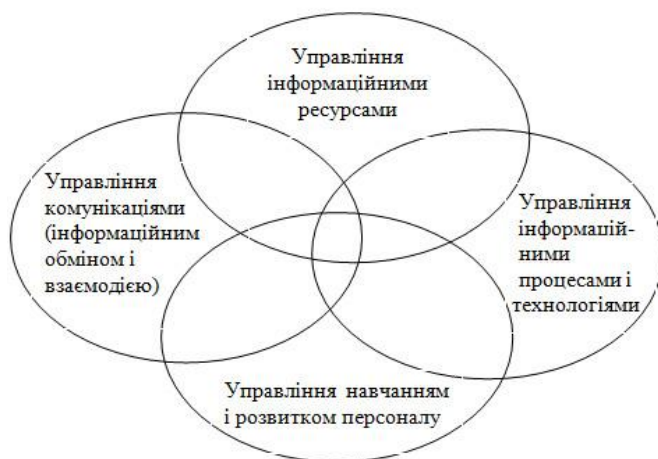 Управління
інформаційними
ресурсами
Управління
комунікаціями
(інформаційним
обміном і
взаємодією)
Управління
інформацій-
ними
процесами і
технологіями
Управління навчанням
і розвитком персоналу